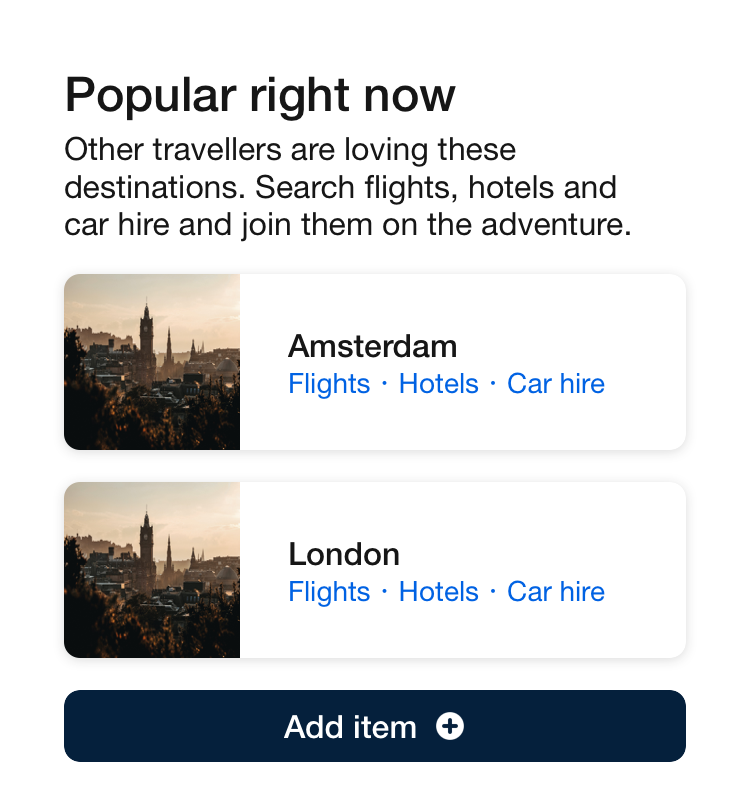 Popular right now
Other travellers are loving these
destinations. Search flights, hotels and
car hire and join them on the adventure.
Amsterdam
Flights · Hotels · Car hire
London
Flights · Hotels · Car hire
Add item